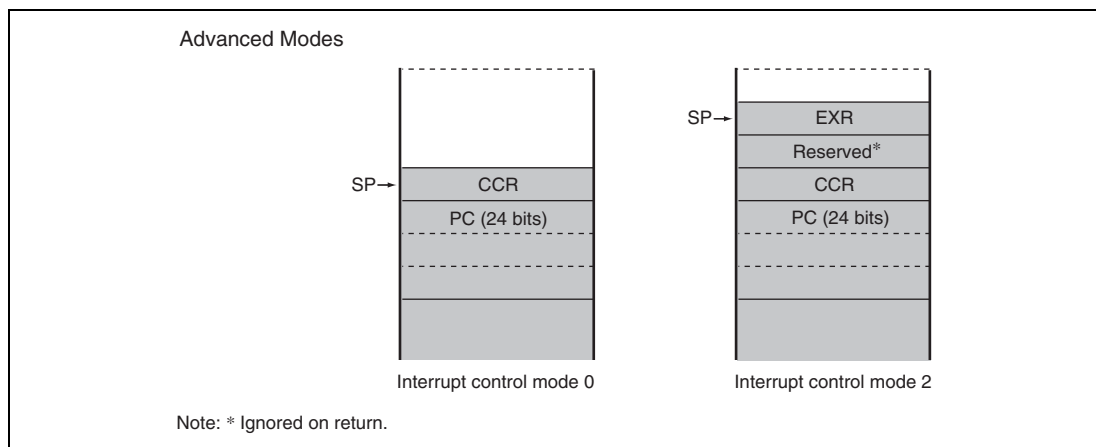 Advanced Modes
SP→ CCR
PC (24 bits)
Interrupt control mode 0
SP→ EXR
Reserved*
CCR
PC (24 bits)
Interrupt control mode 2
Note: * Ignored on return.